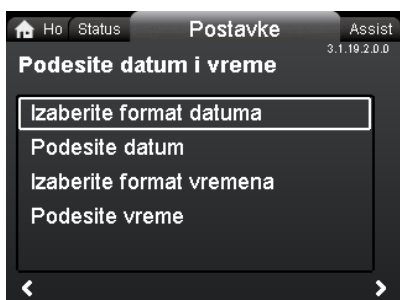 Ho Status Postavke Assist
3.1.19.2.0.0
Podesite datum i vreme
Izaberite format datuma
Podesite datum
Izaberite format vremena
Podesite vreme